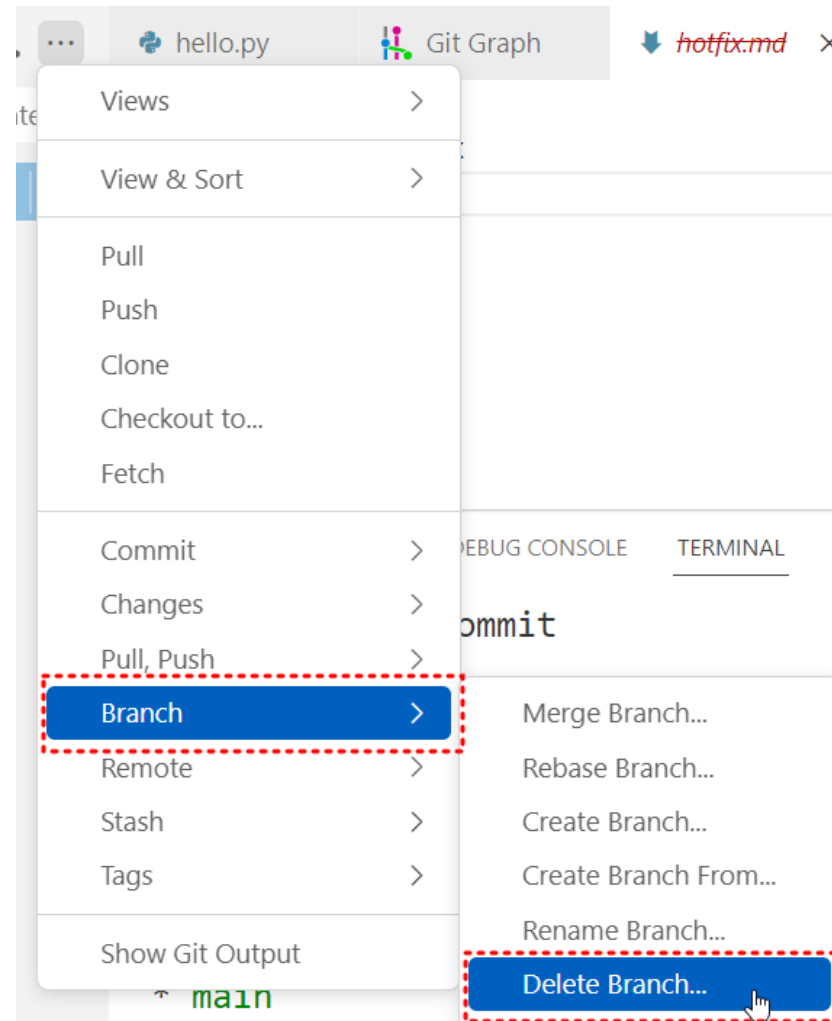 ... hello.py Git Graph hotfix.md ×
Views >
View & Sort >
Pull
Push
Clone
Checkout to...
Fetch
Commit >
EBUG CONSOLE TERMINAL
Changes >
ommit
Pull, Push >
Branch >
Merge Branch...
Remote >
Rebase Branch...
Stash >
Create Branch...
Tags >
Create Branch From...
Rename Branch...
Show Git Output
Delete Branch...
* main